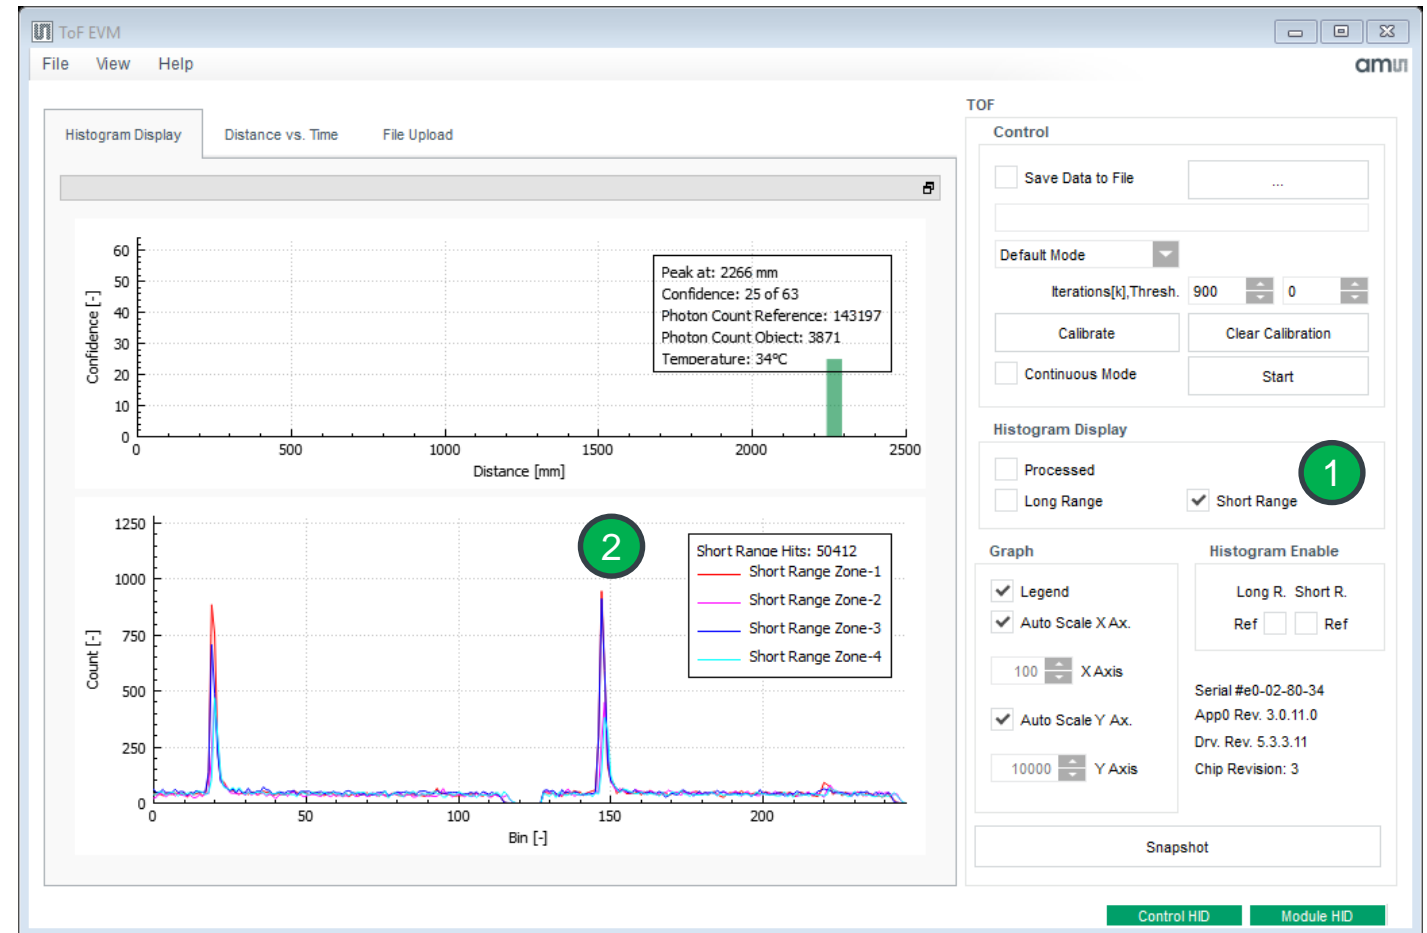 ToF EVM
File View Help
amu
Histogram Display Distance vs. Time File Upload
60
50
40
30
20
10
0
Confidence [-]
Peak at: 2266 mm
Confidence: 25 of 63
Photon Count Reference: 143197
Photon Count Object: 3871
Temperature: 34°C
0 500 1000 1500 2000 2500
Distance [mm]
1250
1000
750
500
250
0
Count [-]
2
Short Range Hits: 50412
Short Range Zone-1
Short Range Zone-2
Short Range Zone-3
Short Range Zone-4
0 50 100 150 200
Bin [-]
TOF
Control
Save Data to File ...
Default Mode
Iterations[k],Thresh. 900 0
Calibrate Clear Calibration
Continuous Mode Start
Histogram Display
Processed
1
Long Range Short Range
Graph
Legend
Auto Scale X Ax.
100 X Axis
Auto Scale Y Ax.
10000 Y Axis
Histogram Enable
Long R. Short R.
Ref Ref
Serial #e0-02-80-34
App0 Rev. 3.0.11.0
Drv. Rev. 5.3.3.11
Chip Revision: 3
Snapshot
Control HID Module HID